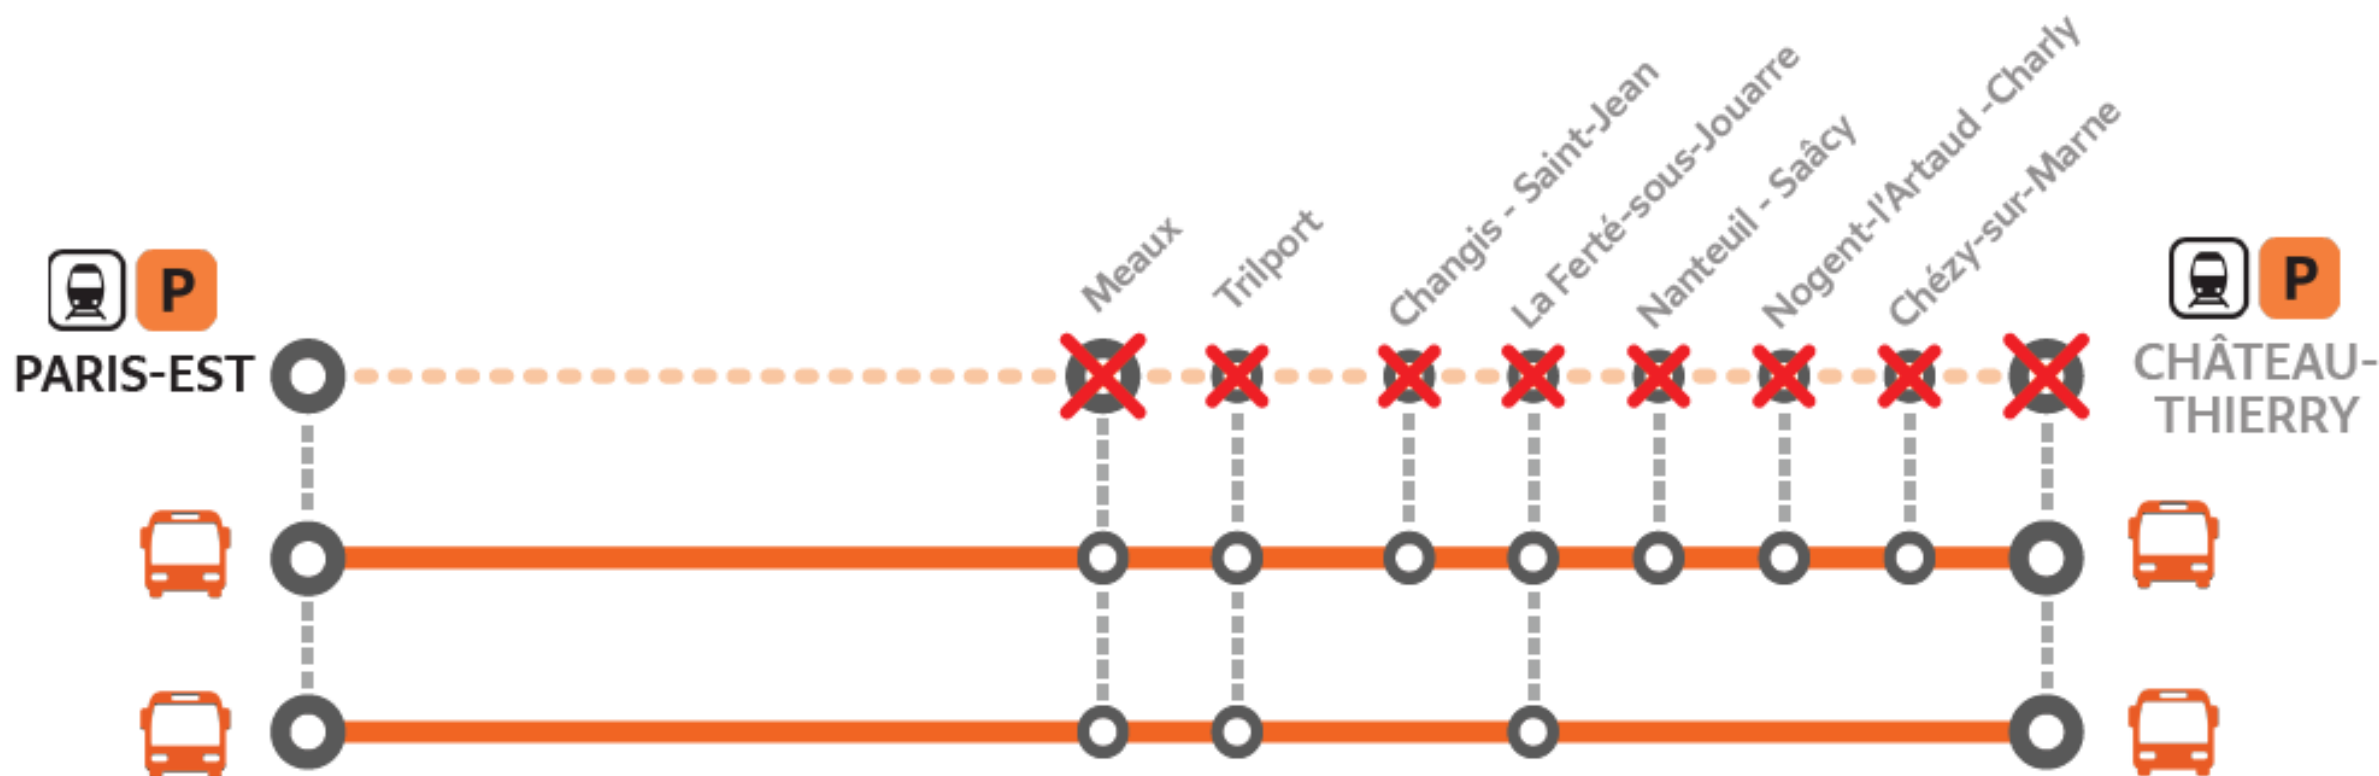 Meaux
Trilport
Changis - Saint-Jean
La Ferté-sous-Jouarre
Nanteuil - Saâcy
Nogent-l'Artaud -Charly
Chézy-sur-Marne
P
PARIS-EST
P
CHÂTEAU-
THIERRY